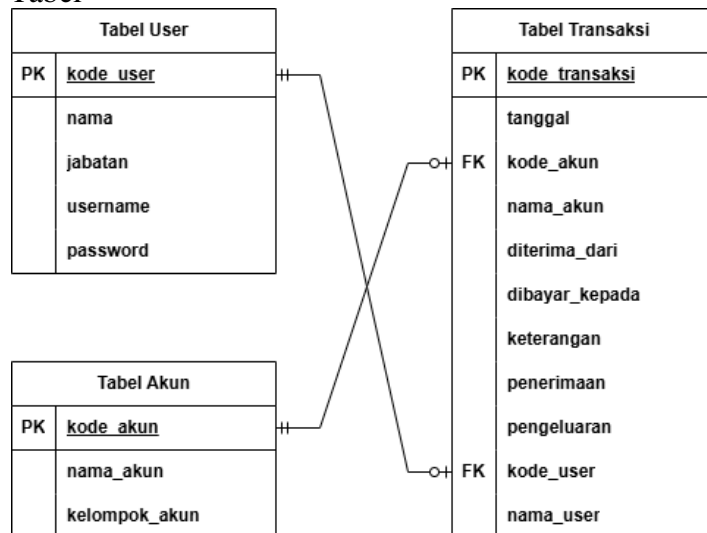 Tabel
Tabel User
PK kode_user
nama
jabatan
username
password
Tabel Akun
PK kode_akun
nama_akun
kelompok_akun
Tabel Transaksi
PK kode_transaksi
tanggal
FK kode_akun
nama_akun
diterima_dari
dibayar_kepada
keterangan
penerimaan
pengeluaran
FK kode_user
nama_user